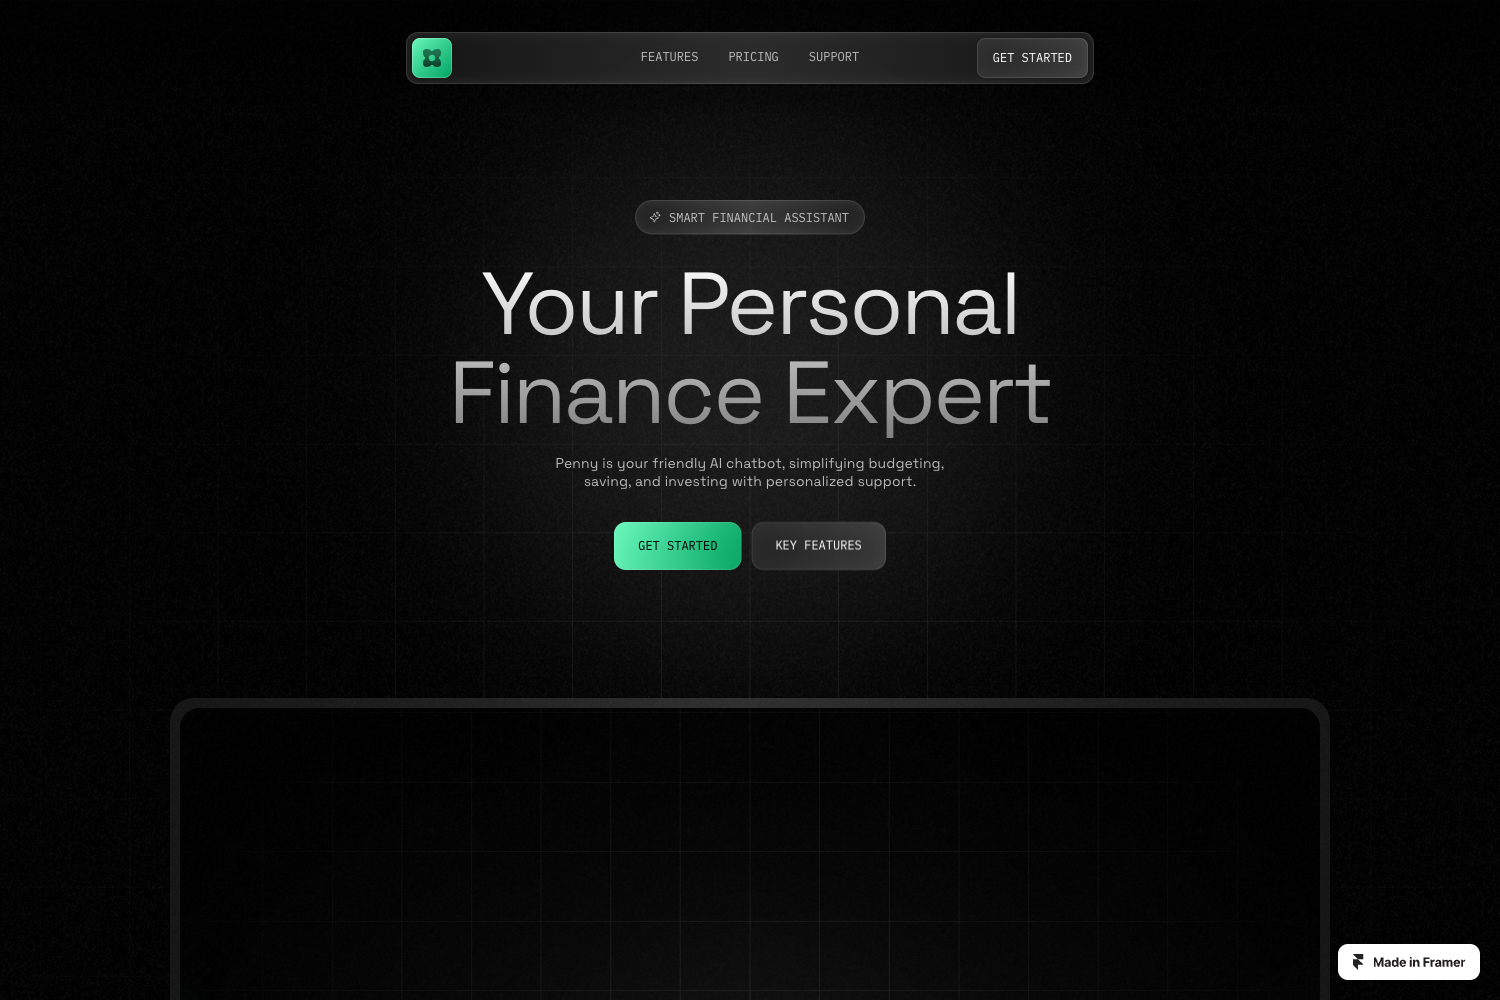 FEATURES
PRICING
SUPPORT
GET STARTED
SMART FINANCIAL ASSISTANT
Your Personal
Finance Expert
Penny is your friendly AI chatbot, simplifying budgeting,
saving, and investing with personalized support.
GET STARTED
KEY FEATURES
Made in Framer